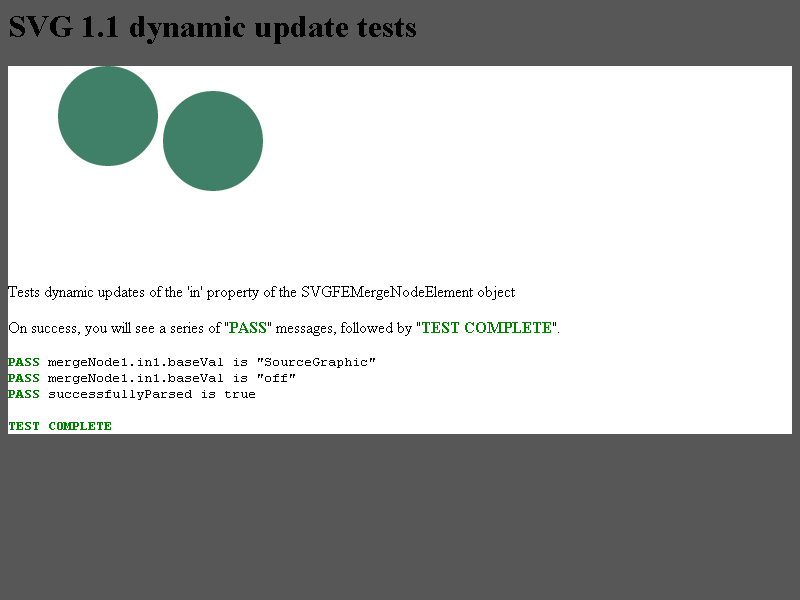 SVG 1.1 dynamic update tests
Tests dynamic updates of the 'in' property of the SVGFEMergeNodeElement object
On success, you will see a series of "PASS" messages, followed by "TEST COMPLETE".
PASS mergeNode1.in1.baseVal is "SourceGraphic"
PASS mergeNode1.in1.baseVal is "off"
PASS successfullyParsed is true
TEST COMPLETE